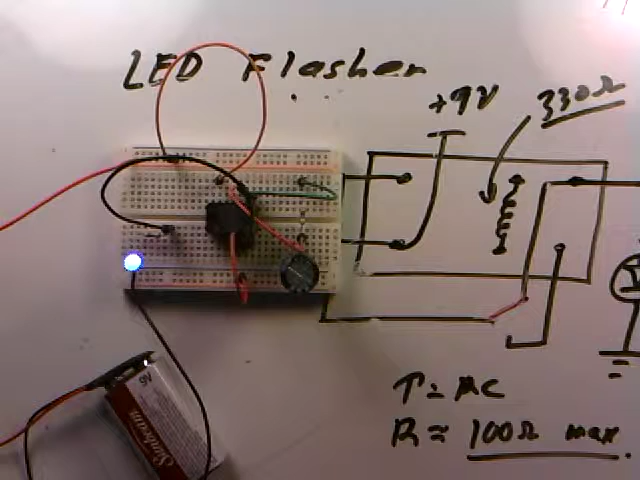 LED Flasher
+9V
330Ω
T = RC
R ≈ 100Ω max.
9V